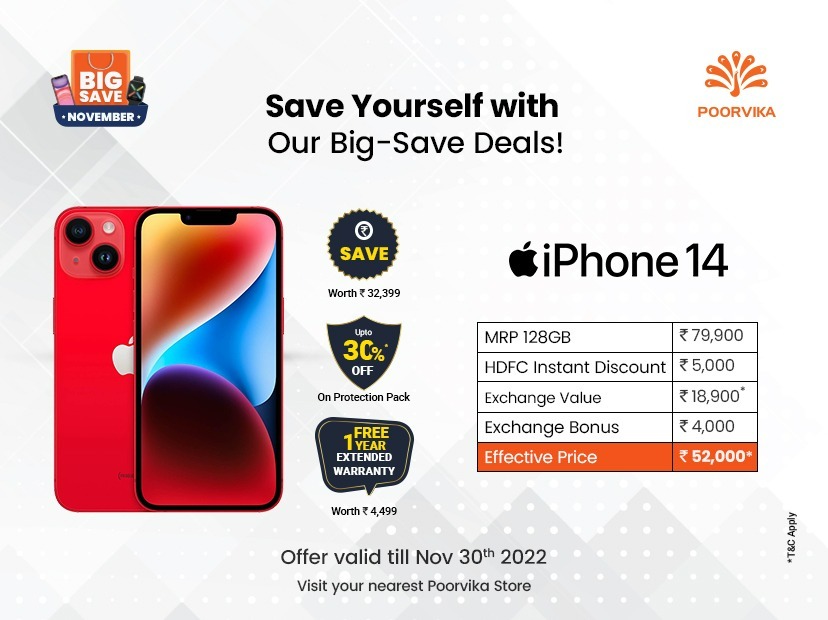 BIG
SAVE
• NOVEMBER •
POORVIKA
Save Yourself with
Our Big-Save Deals!
₹
SAVE
Worth ₹ 32,399
Upto
30%*
OFF
On Protection Pack
1 FREE
YEAR
EXTENDED
WARRANTY
Worth ₹ 4,499
iPhone 14
MRP 128GB ₹ 79,900
HDFC Instant Discount ₹ 5,000
Exchange Value ₹ 18,900*
Exchange Bonus ₹ 4,000
Effective Price ₹ 52,000*
*T&C Apply
Offer valid till Nov 30th 2022
Visit your nearest Poorvika Store